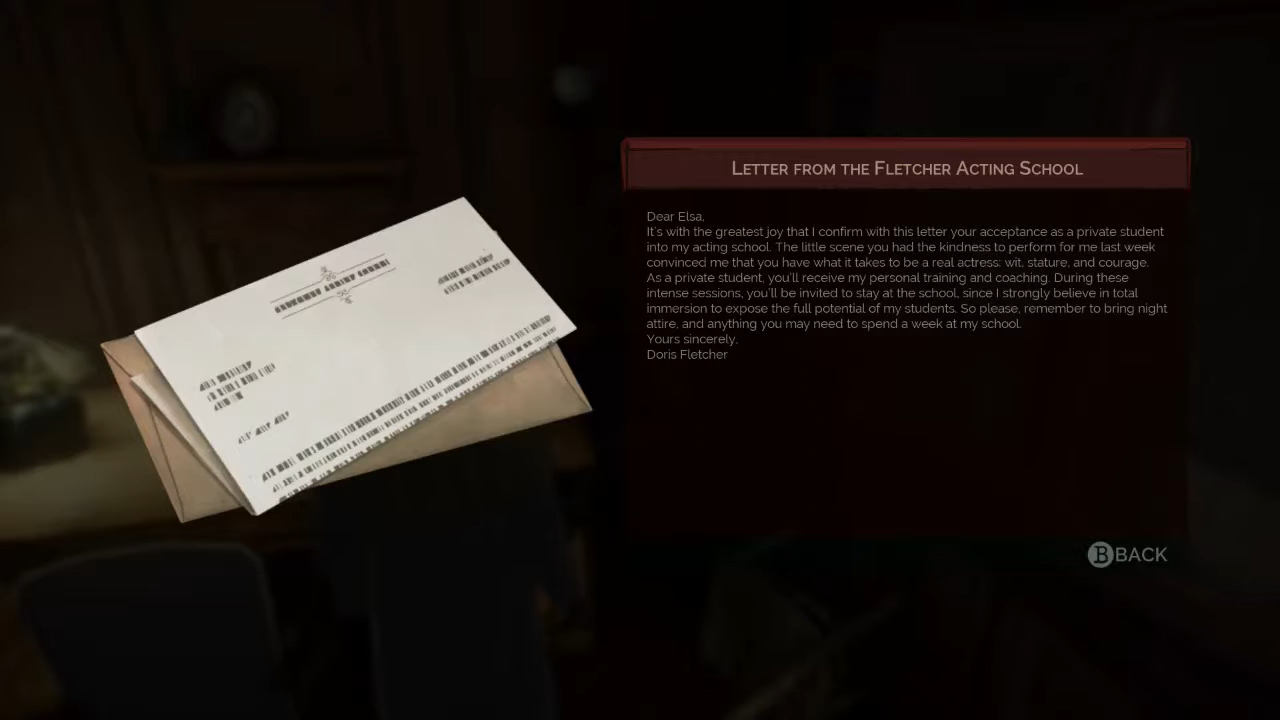 LETTER FROM THE FLETCHER ACTING SCHOOL
Dear Elsa,
It's with the greatest joy that I confirm with this letter your acceptance as a private student
into my acting school. The little scene you had the kindness to perform for me last week
convinced me that you have what it takes to be a real actress: wit, stature, and courage.
As a private student, you'll receive my personal training and coaching. During these
intense sessions, you'll be invited to stay at the school, since I strongly believe in total
immersion to expose the full potential of my students. So please, remember to bring night
attire, and anything you may need to spend a week at my school.
Yours sincerely,
Doris Fletcher
B BACK